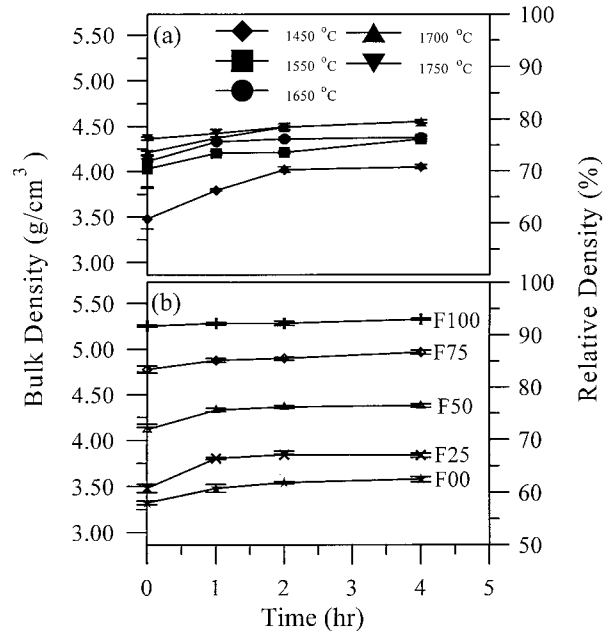 (a)
1450 °C
1550 °C
1650 °C
1700 °C
1750 °C
5.50
5.00
4.50
4.00
3.50
3.00
100
90
80
70
60
Bulk Density (g/cm³)
Relative Density (%)
(b)
5.50
5.00
4.50
4.00
3.50
3.00
F100
F75
F50
F25
F00
100
90
80
70
60
50
0 1 2 3 4 5
Time (hr)